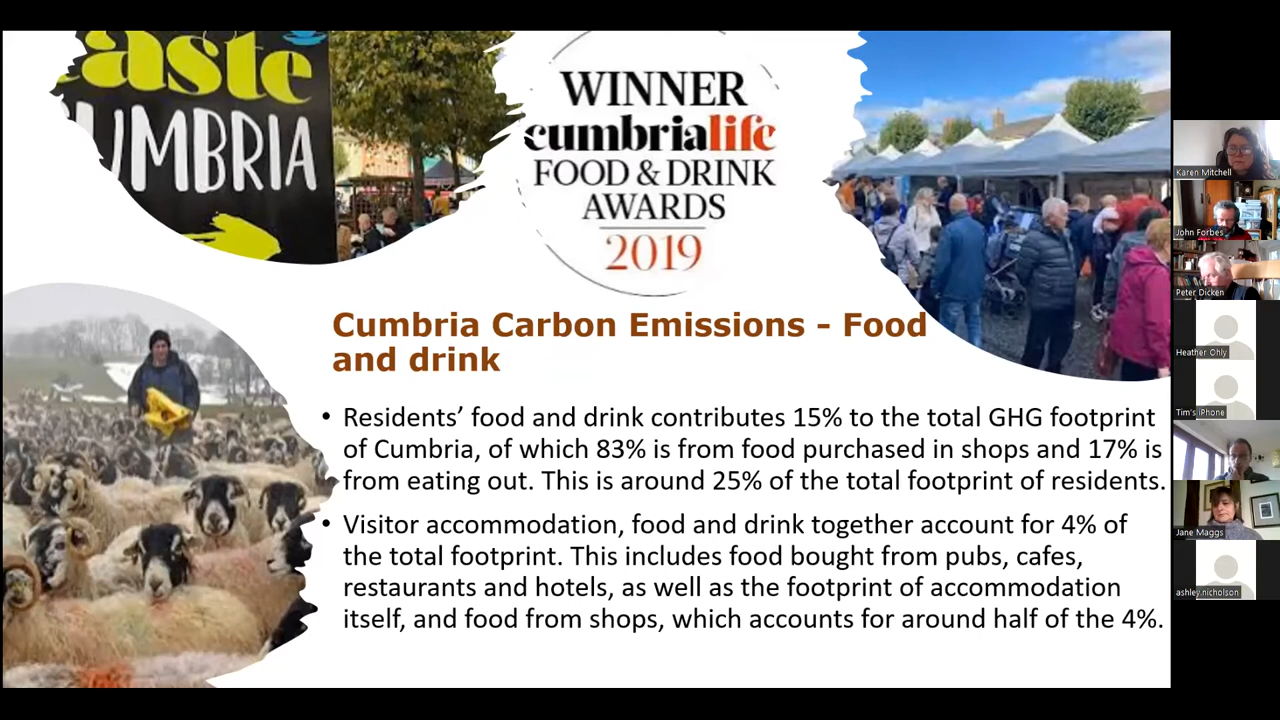 aste
CUMBRIA
WINNER
cumbrialife
FOOD & DRINK
AWARDS
2019
Cumbria Carbon Emissions - Food
and drink
• Residents’ food and drink contributes 15% to the total GHG footprint
of Cumbria, of which 83% is from food purchased in shops and 17% is
from eating out. This is around 25% of the total footprint of residents.
• Visitor accommodation, food and drink together account for 4% of
the total footprint. This includes food bought from pubs, cafes,
restaurants and hotels, as well as the footprint of accommodation
itself, and food from shops, which accounts for around half of the 4%.
Karen Mitchell
John Forbes
Peter Dicken
Heather Ohly
Tim's iPhone
Jane Maggs
ashley.nicholson